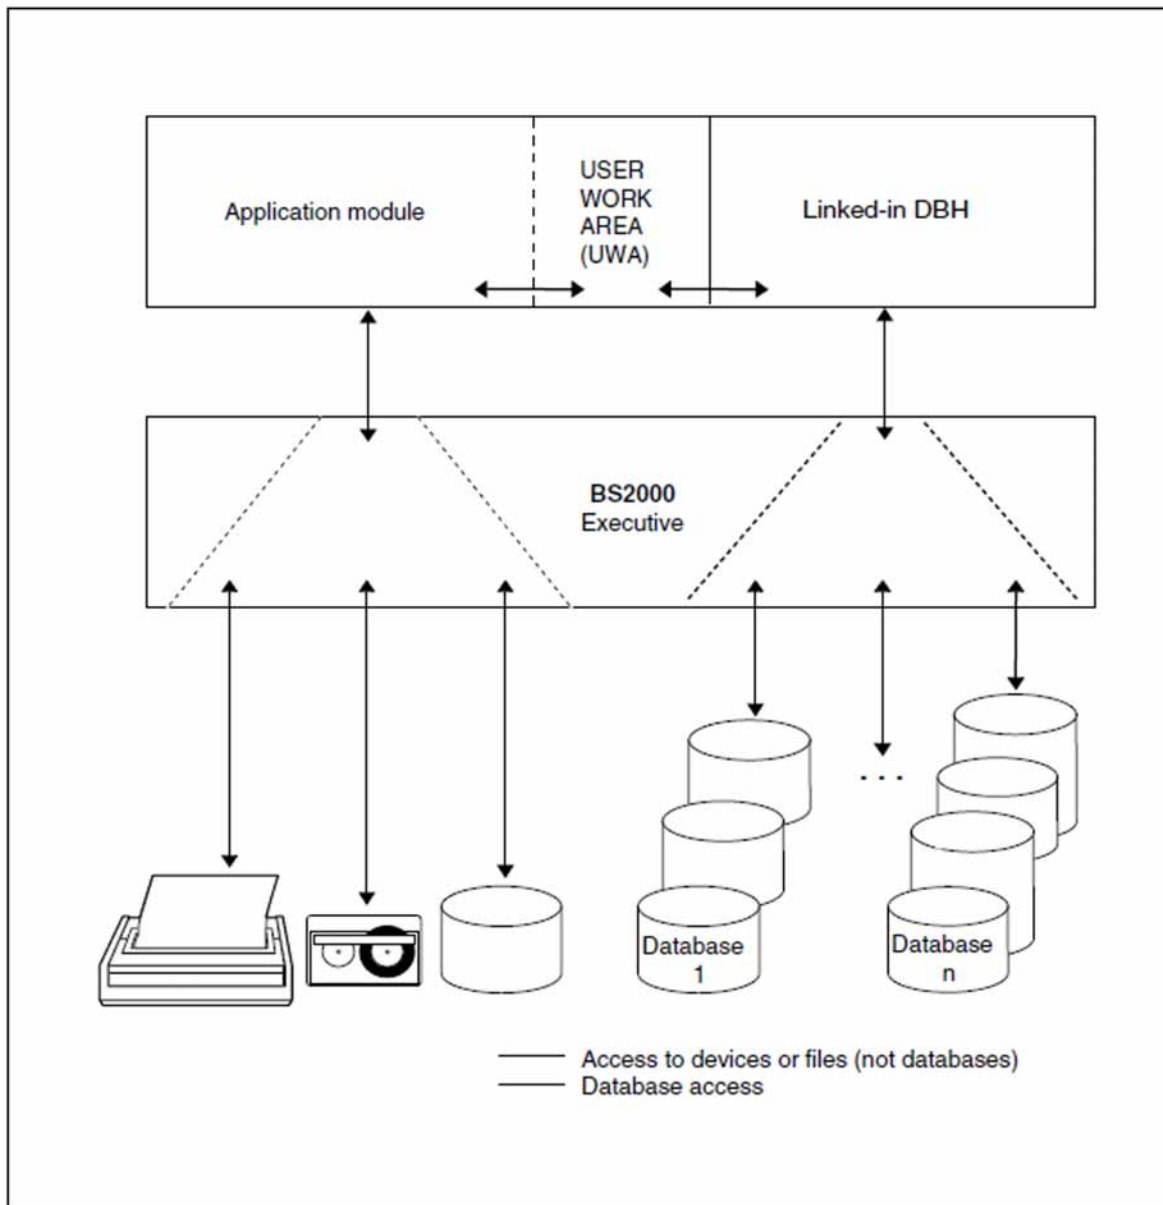 Application module
USER
WORK
AREA
(UWA)
Linked-in DBH
BS2000
Executive
. . .
Database
1
Database
n
Access to devices or files (not databases)
Database access